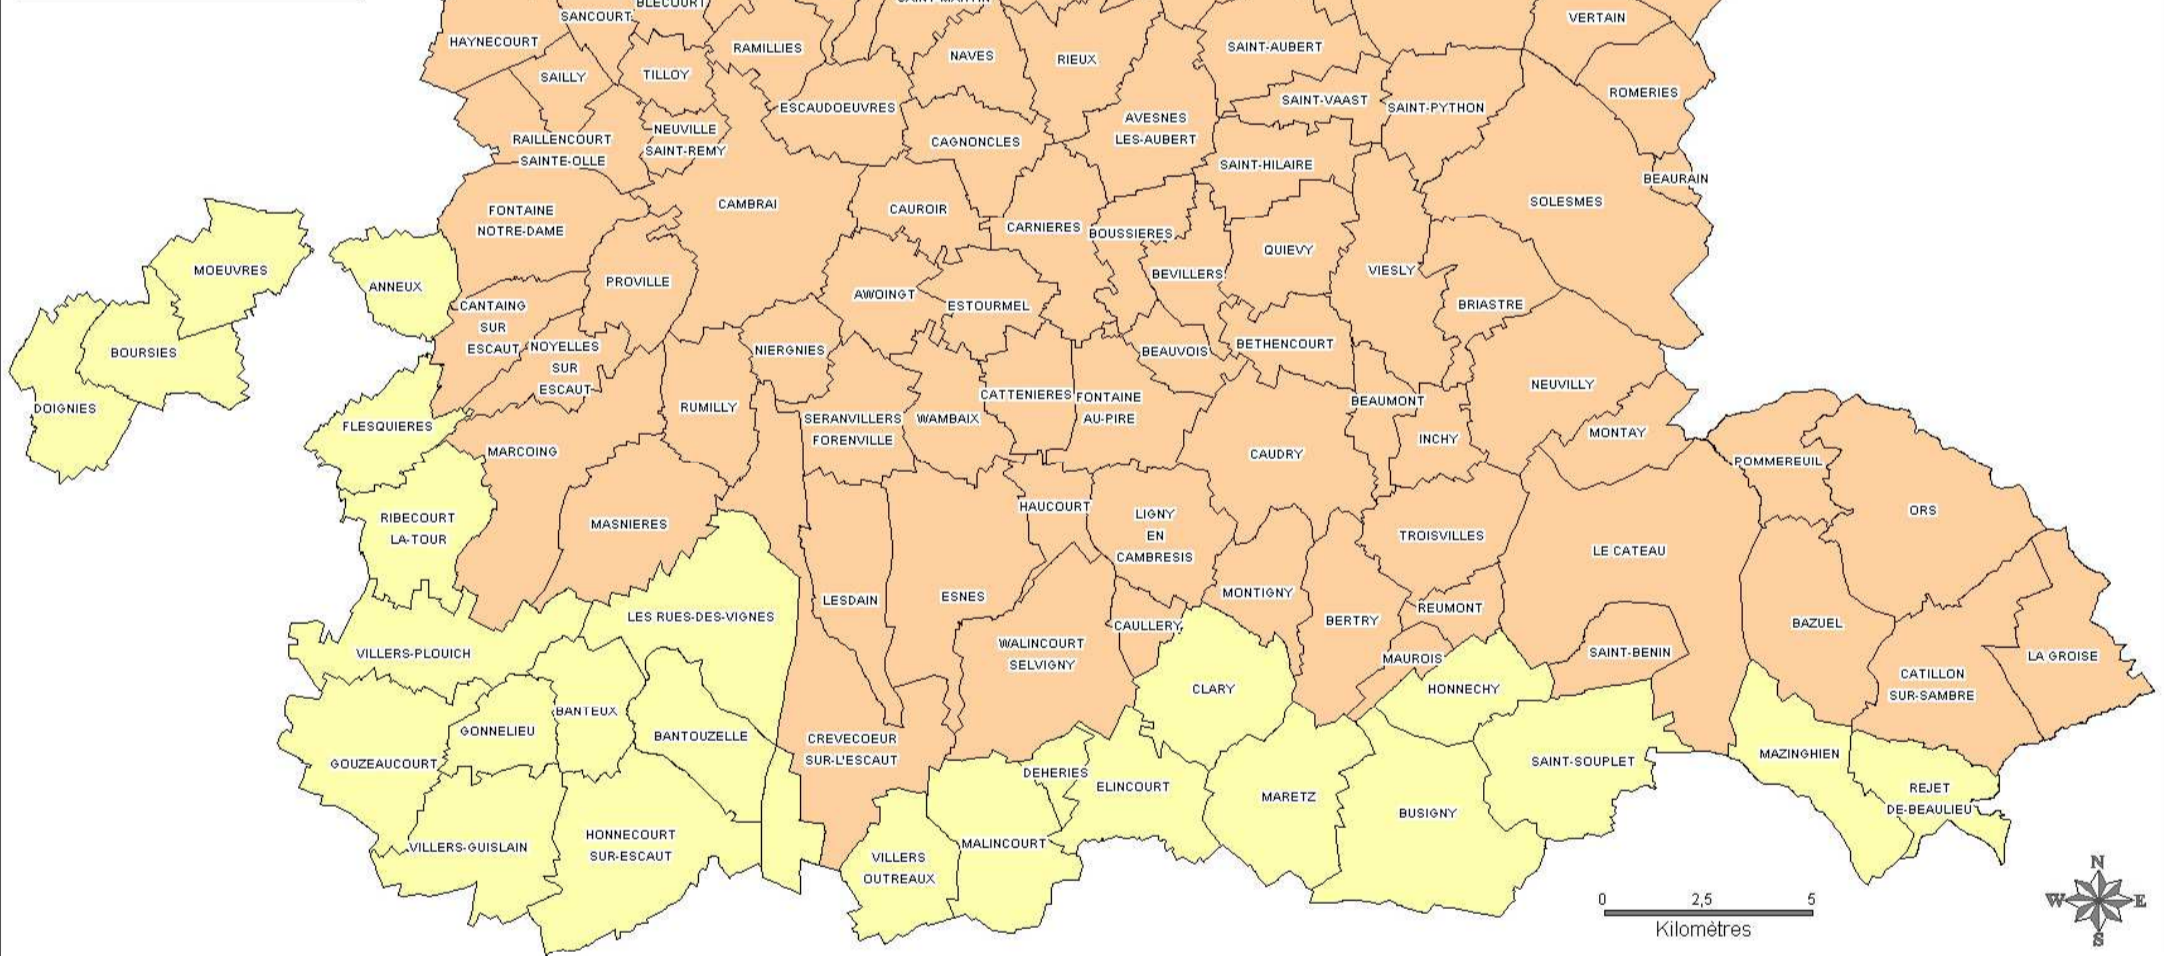 BLECOURT
SAINT-MARTIN
SANCOURT
VERTAIN
HAYNECOURT
RAMILLIES
SAINT-AUBERT
NAVES
RIEUX
SAILLY
TILLOY
ROMERIES
ESCAUDOEUVRES
SAINT-VAAST
SAINT-PYTHON
AVESNES
LES-AUBERT
NEUVILLE
SAINT-REMY
RAILLENCOURT
SAINTE-OLLE
CAGNONCLES
SAINT-HILAIRE
BEAURAIN
CAMBRAI
SOLESMES
FONTAINE
NOTRE-DAME
CAUROIR
CARNIERES
BOUSSIERES
QUIEVY
MOEUVRES
VIESLY
BEVILLERS
PROVILLE
ANNEUX
AWOINGT
ESTOURMEL
BRIASTRE
CANTAING
SUR
ESCAUT
NOYELLES
SUR
ESCAUT
BOURSIES
NIERGNIES
BEAUVOIS
BETHENCOURT
NEUVILLY
CATTENIERES
FONTAINE
AU-PIRE
BEAUMONT
DOIGNIES
RUMILLY
SERANVILLERS
FORENVILLE
WAMBAIX
FLESQUIERES
INCHY
MONTAY
MARCOING
CAUDRY
POMMEREUIL
HAUCOURT
ORS
RIBECOURT
LA-TOUR
MASNIERES
LIGNY
EN
CAMBRESIS
TROISVILLES
LE CATEAU
MONTIGNY
LESDAIN
ESNES
REUMONT
LES RUES-DES-VIGNES
CAULLERY
BERTRY
BAZUEL
WALINCOURT
SELVIGNY
VILLERS-PLOUICH
MAUROIS
SAINT-BENIN
LA GROISE
CLARY
HONNECHY
CATILLON
SUR-SAMBRE
BANTEUX
GONNELIEU
BANTOUZELLE
CREVECOEUR
SUR-L'ESCAUT
GOUZEAUCOURT
DEHERIES
ELINCOURT
SAINT-SOUPLET
MAZINGHIEN
MARETZ
REJET
DE-BEAULIEU
BUSIGNY
HONNECOURT
SUR-ESCAUT
VILLERS-GUISLAIN
MALINCOURT
VILLERS
OUTREAUX
0 2,5 5
Kilomètres
N
W E
S